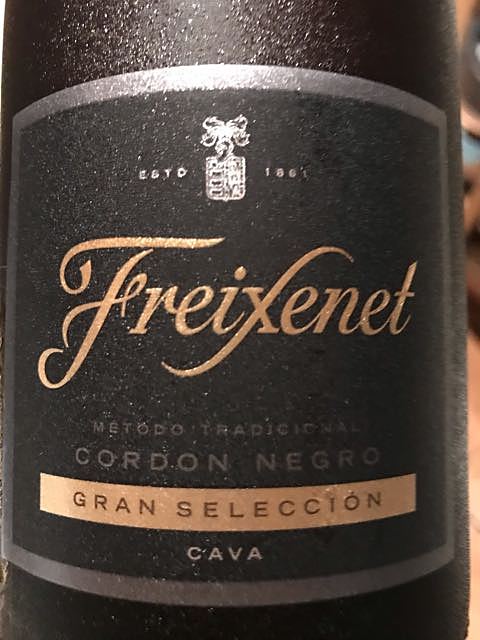 ESTD 1861
Freixenet
MÉTODO TRADICIONAL
CORDON NEGRO
GRAN SELECCIÓN
CAVA